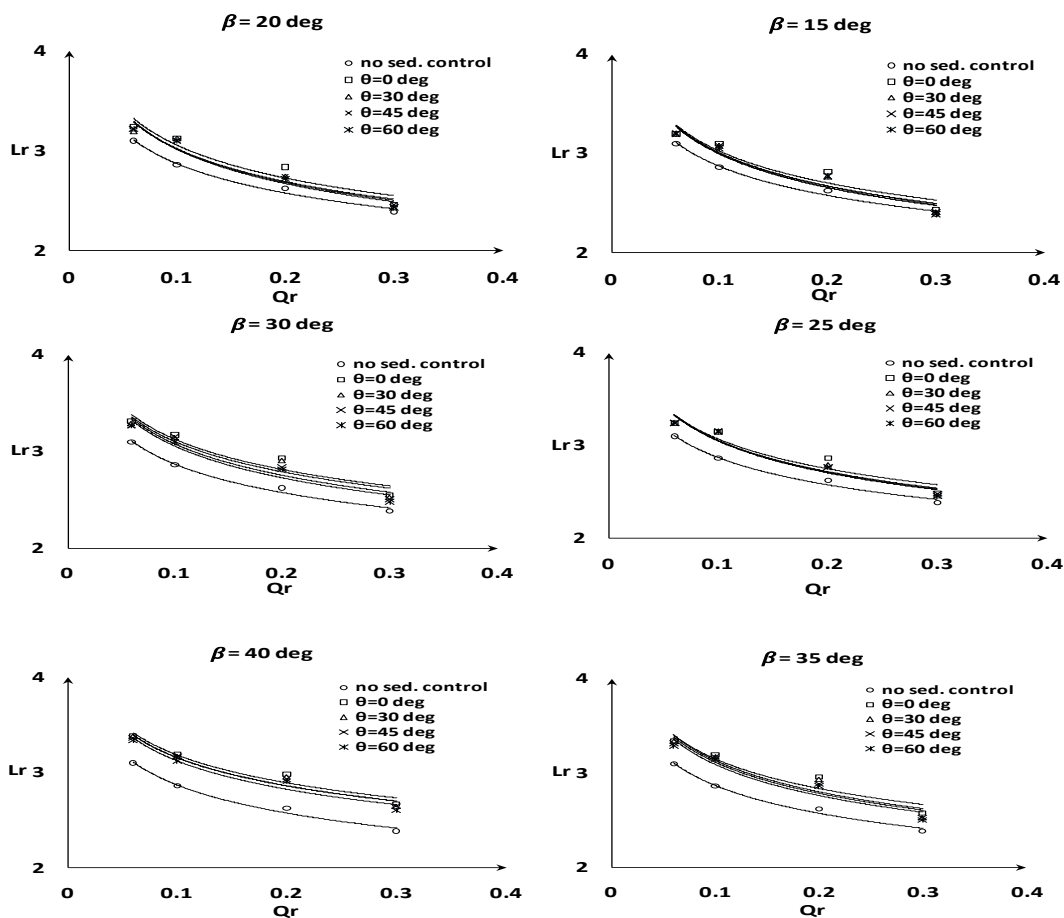 β = 20 deg
4
Lr 3
2
0 0.1 0.2 0.3 0.4
Qr
no sed. control
θ=0 deg
θ=30 deg
θ=45 deg
θ=60 deg
β = 15 deg
4
Lr 3
2
0 0.1 0.2 0.3 0.4
Qr
no sed. control
θ=0 deg
θ=30 deg
θ=45 deg
θ=60 deg
β = 30 deg
4
Lr 3
2
0 0.1 0.2 0.3 0.4
Qr
no sed. control
θ=0 deg
θ=30 deg
θ=45 deg
θ=60 deg
β = 25 deg
4
Lr 3
2
0 0.1 0.2 0.3 0.4
Qr
no sed. control
θ=0 deg
θ=30 deg
θ=45 deg
θ=60 deg
β = 40 deg
4
Lr 3
2
0 0.1 0.2 0.3 0.4
Qr
no sed. control
θ=0 deg
θ=30 deg
θ=45 deg
θ=60 deg
β = 35 deg
4
Lr 3
2
0 0.1 0.2 0.3 0.4
Qr
no sed. control
θ=0 deg
θ=30 deg
θ=45 deg
θ=60 deg